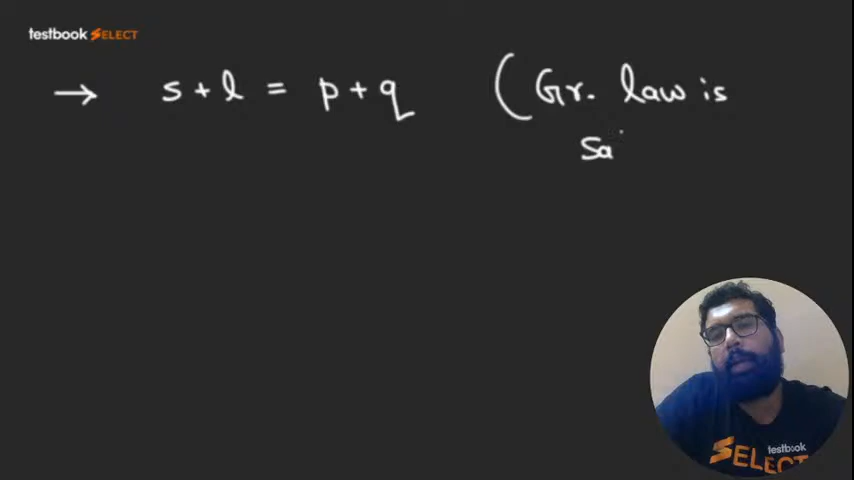 testbook SELECT
→ s + l = p + q (Gr. law is
sa
testbook
SELECT